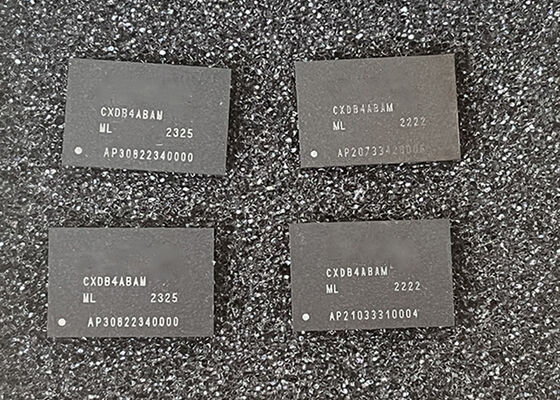 CXDB4ABAM
ML 2325
AP30822340000
CXDB4ABAM
ML 2222
CXDB4ABAM
ML 2325
AP30822340000
CXDB4ABAM
ML 2222
AP21033310004